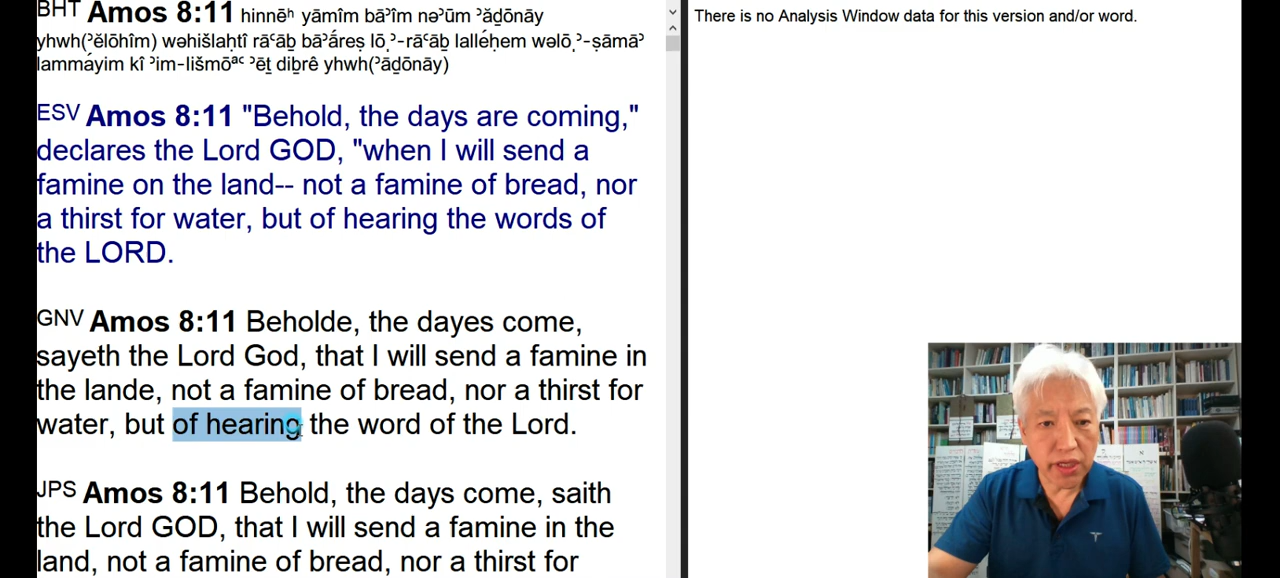 BHT Amos 8:11 hinnēʰ yāmîm bāʾîm nəʾūm ʾăḏōnāy
yhwh(ʾĕlōhîm) wəhišlaḥtî rāʿāḇ bāʾā́reṣ lō˒ʾ-rāʿāḇ lalléḥem wəlō˒ʾ-ṣāmāʾ
lammáyim kî ʾim-lišmōªʿ ʾēṯ diḇrê yhwh(ʾāḏōnāy)
ESV Amos 8:11 "Behold, the days are coming,"
declares the Lord GOD, "when I will send a
famine on the land-- not a famine of bread, nor
a thirst for water, but of hearing the words of
the LORD.
GNV Amos 8:11 Beholde, the dayes come,
sayeth the Lord God, that I will send a famine in
the lande, not a famine of bread, nor a thirst for
water, but of hearing the word of the Lord.
JPS Amos 8:11 Behold, the days come, saith
the Lord GOD, that I will send a famine in the
land, not a famine of bread, nor a thirst for
There is no Analysis Window data for this version and/or word.